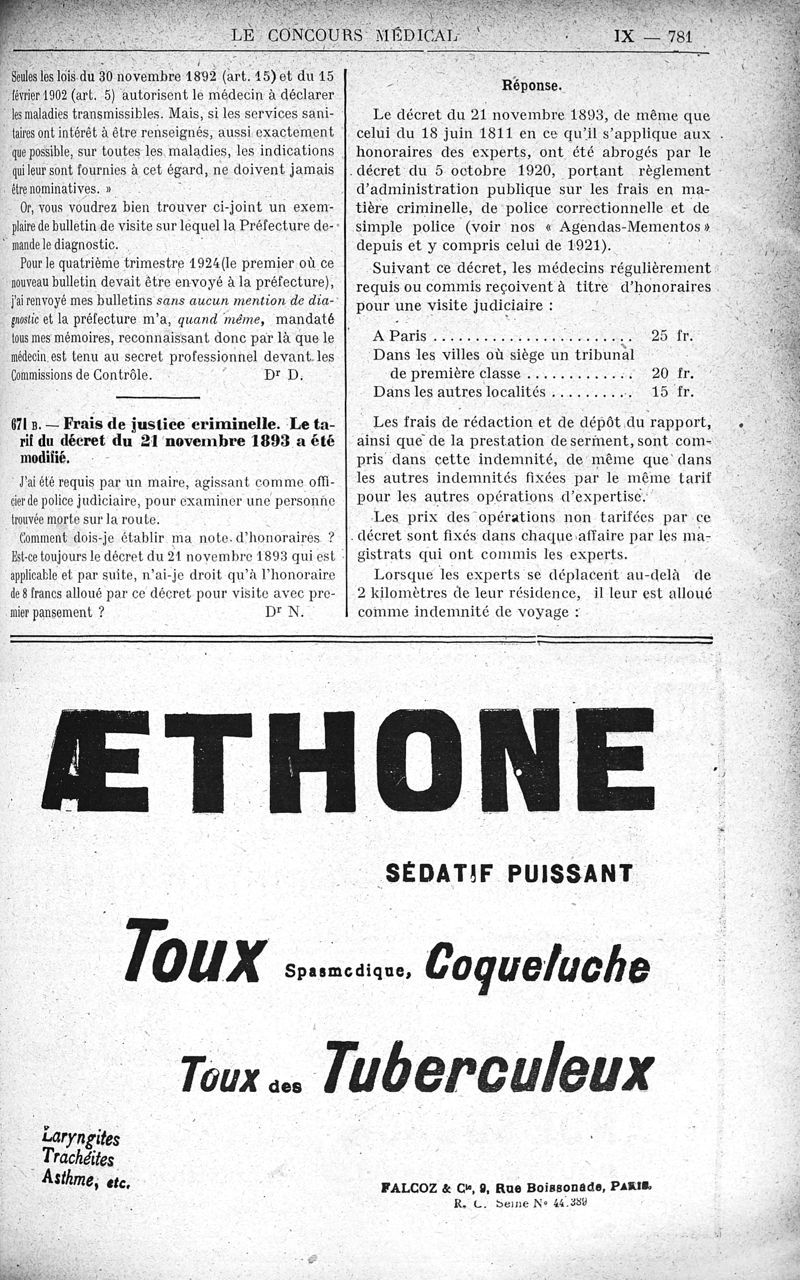 LE CONCOURS MÉDICAL
IX — 781
Seules les lois du 30 novembre 1892 (art. 15) et du 15
février 1902 (art. 5) autorisent le médecin à déclarer
les maladies transmissibles. Mais, si les services sani-
taires ont intérêt à être renseignés, aussi exactement
que possible, sur toutes les maladies, les indications
qui leur sont fournies à cet égard, ne doivent jamais
être nominatives. »
Or, vous voudrez bien trouver ci-joint un exem-
plaire de bulletin de visite sur lequel la Préfecture de-
mande le diagnostic.
Pour le quatrième trimestre 1924 (le premier où ce
nouveau bulletin devait être envoyé à la préfecture),
j'ai renvoyé mes bulletins sans aucun mention de dia-
gnostic et la préfecture m'a, quand même, mandaté
tous mes mémoires, reconnaissant donc par là que le
médecin est tenu au secret professionnel devant les
Commissions de Contrôle. Dr D.
671 B. — Frais de justice criminelle. Le ta-
rif du décret du 21 novembre 1893 a été
modifié.
J'ai été requis par un maire, agissant comme offi-
cier de police judiciaire, pour examiner une personne
trouvée morte sur la route.
Comment dois-je établir ma note d'honoraires ?
Est-ce toujours le décret du 21 novembre 1893 qui est
applicable et par suite, n'ai-je droit qu'à l'honoraire
de 8 francs alloué par ce décret pour visite avec pre-
mier pansement ? Dr N.
Réponse.
Le décret du 21 novembre 1893, de même que
celui du 18 juin 1811 en ce qu'il s'applique aux
honoraires des experts, ont été abrogés par le
décret du 5 octobre 1920, portant règlement
d'administration publique sur les frais en ma-
tière criminelle, de police correctionnelle et de
simple police (voir nos « Agendas-Mementos »
depuis et y compris celui de 1921).
Suivant ce décret, les médecins régulièrement
requis ou commis reçoivent à titre d'honoraires
pour une visite judiciaire :
A Paris ........................ 25 fr.
Dans les villes où siège un tribunal
de première classe ............. 20 fr.
Dans les autres localités .......... 15 fr.
Les frais de rédaction et de dépôt du rapport,
ainsi que de la prestation de serment, sont com-
pris dans cette indemnité, de même que dans
les autres indemnités fixées par le même tarif
pour les autres opérations d'expertise.
Les prix des opérations non tarifées par ce
décret sont fixés dans chaque affaire par les ma-
gistrats qui ont commis les experts.
Lorsque les experts se déplacent au-delà de
2 kilomètres de leur résidence, il leur est alloué
comme indemnité de voyage :
ÆTHONE
SÉDATIF PUISSANT
Toux Spasmodique, Coqueluche
Toux des Tuberculeux
Laryngites
Trachéites
Asthme, etc.
FALCOZ & Cie, 9, Rue Boissonade, PARIS.
R. C. Seine No 44.389